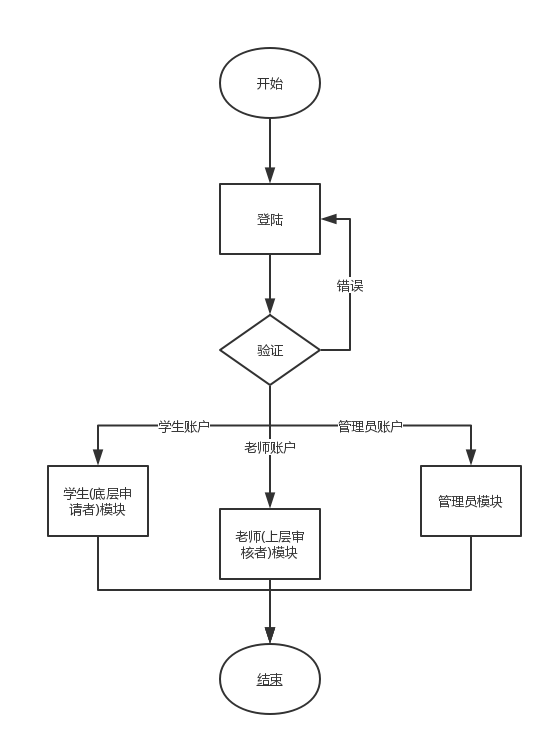 开始
登陆
错误
验证
学生账户
管理员账户
老师账户
学生(底层申
请者)模块
管理员模块
老师(上层审
核者)模块
结束